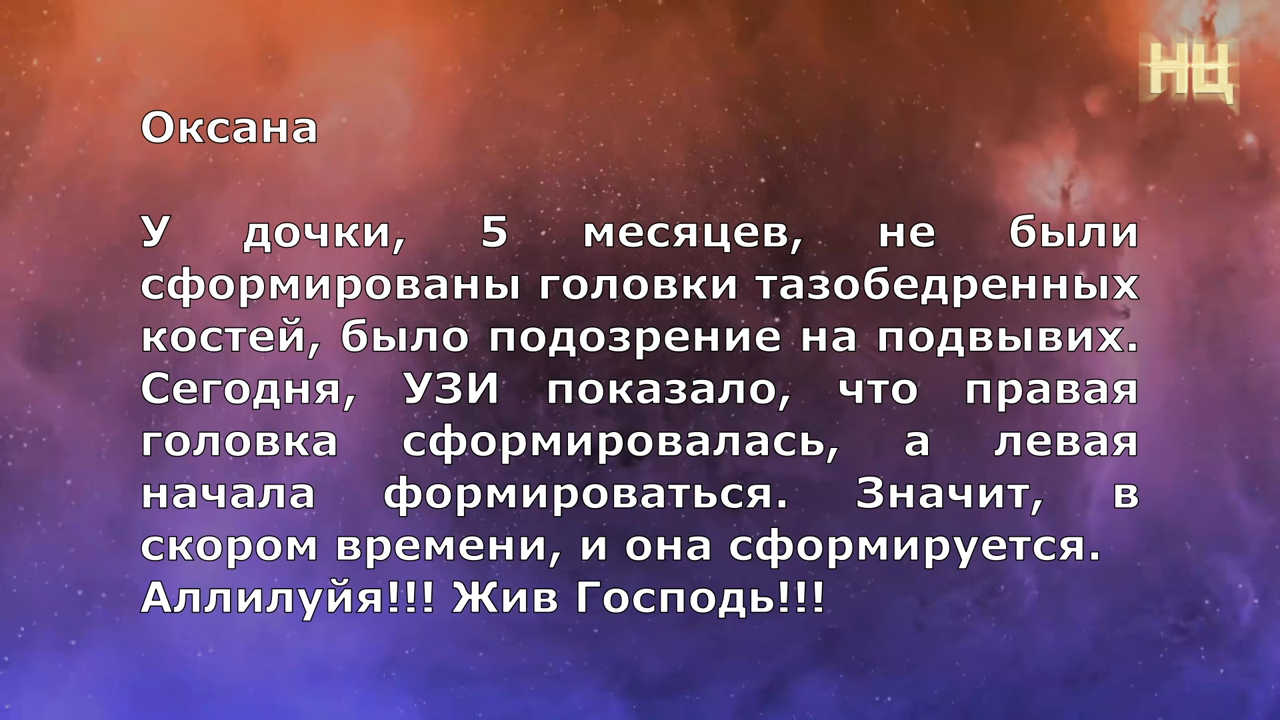 НЦ
Оксана
У дочки, 5 месяцев, не были
сформированы головки тазобедренных
костей, было подозрение на подвывих.
Сегодня, УЗИ показало, что правая
головка сформировалась, а левая
начала формироваться. Значит, в
скором времени, и она сформируется.
Аллилуйя!!! Жив Господь!!!